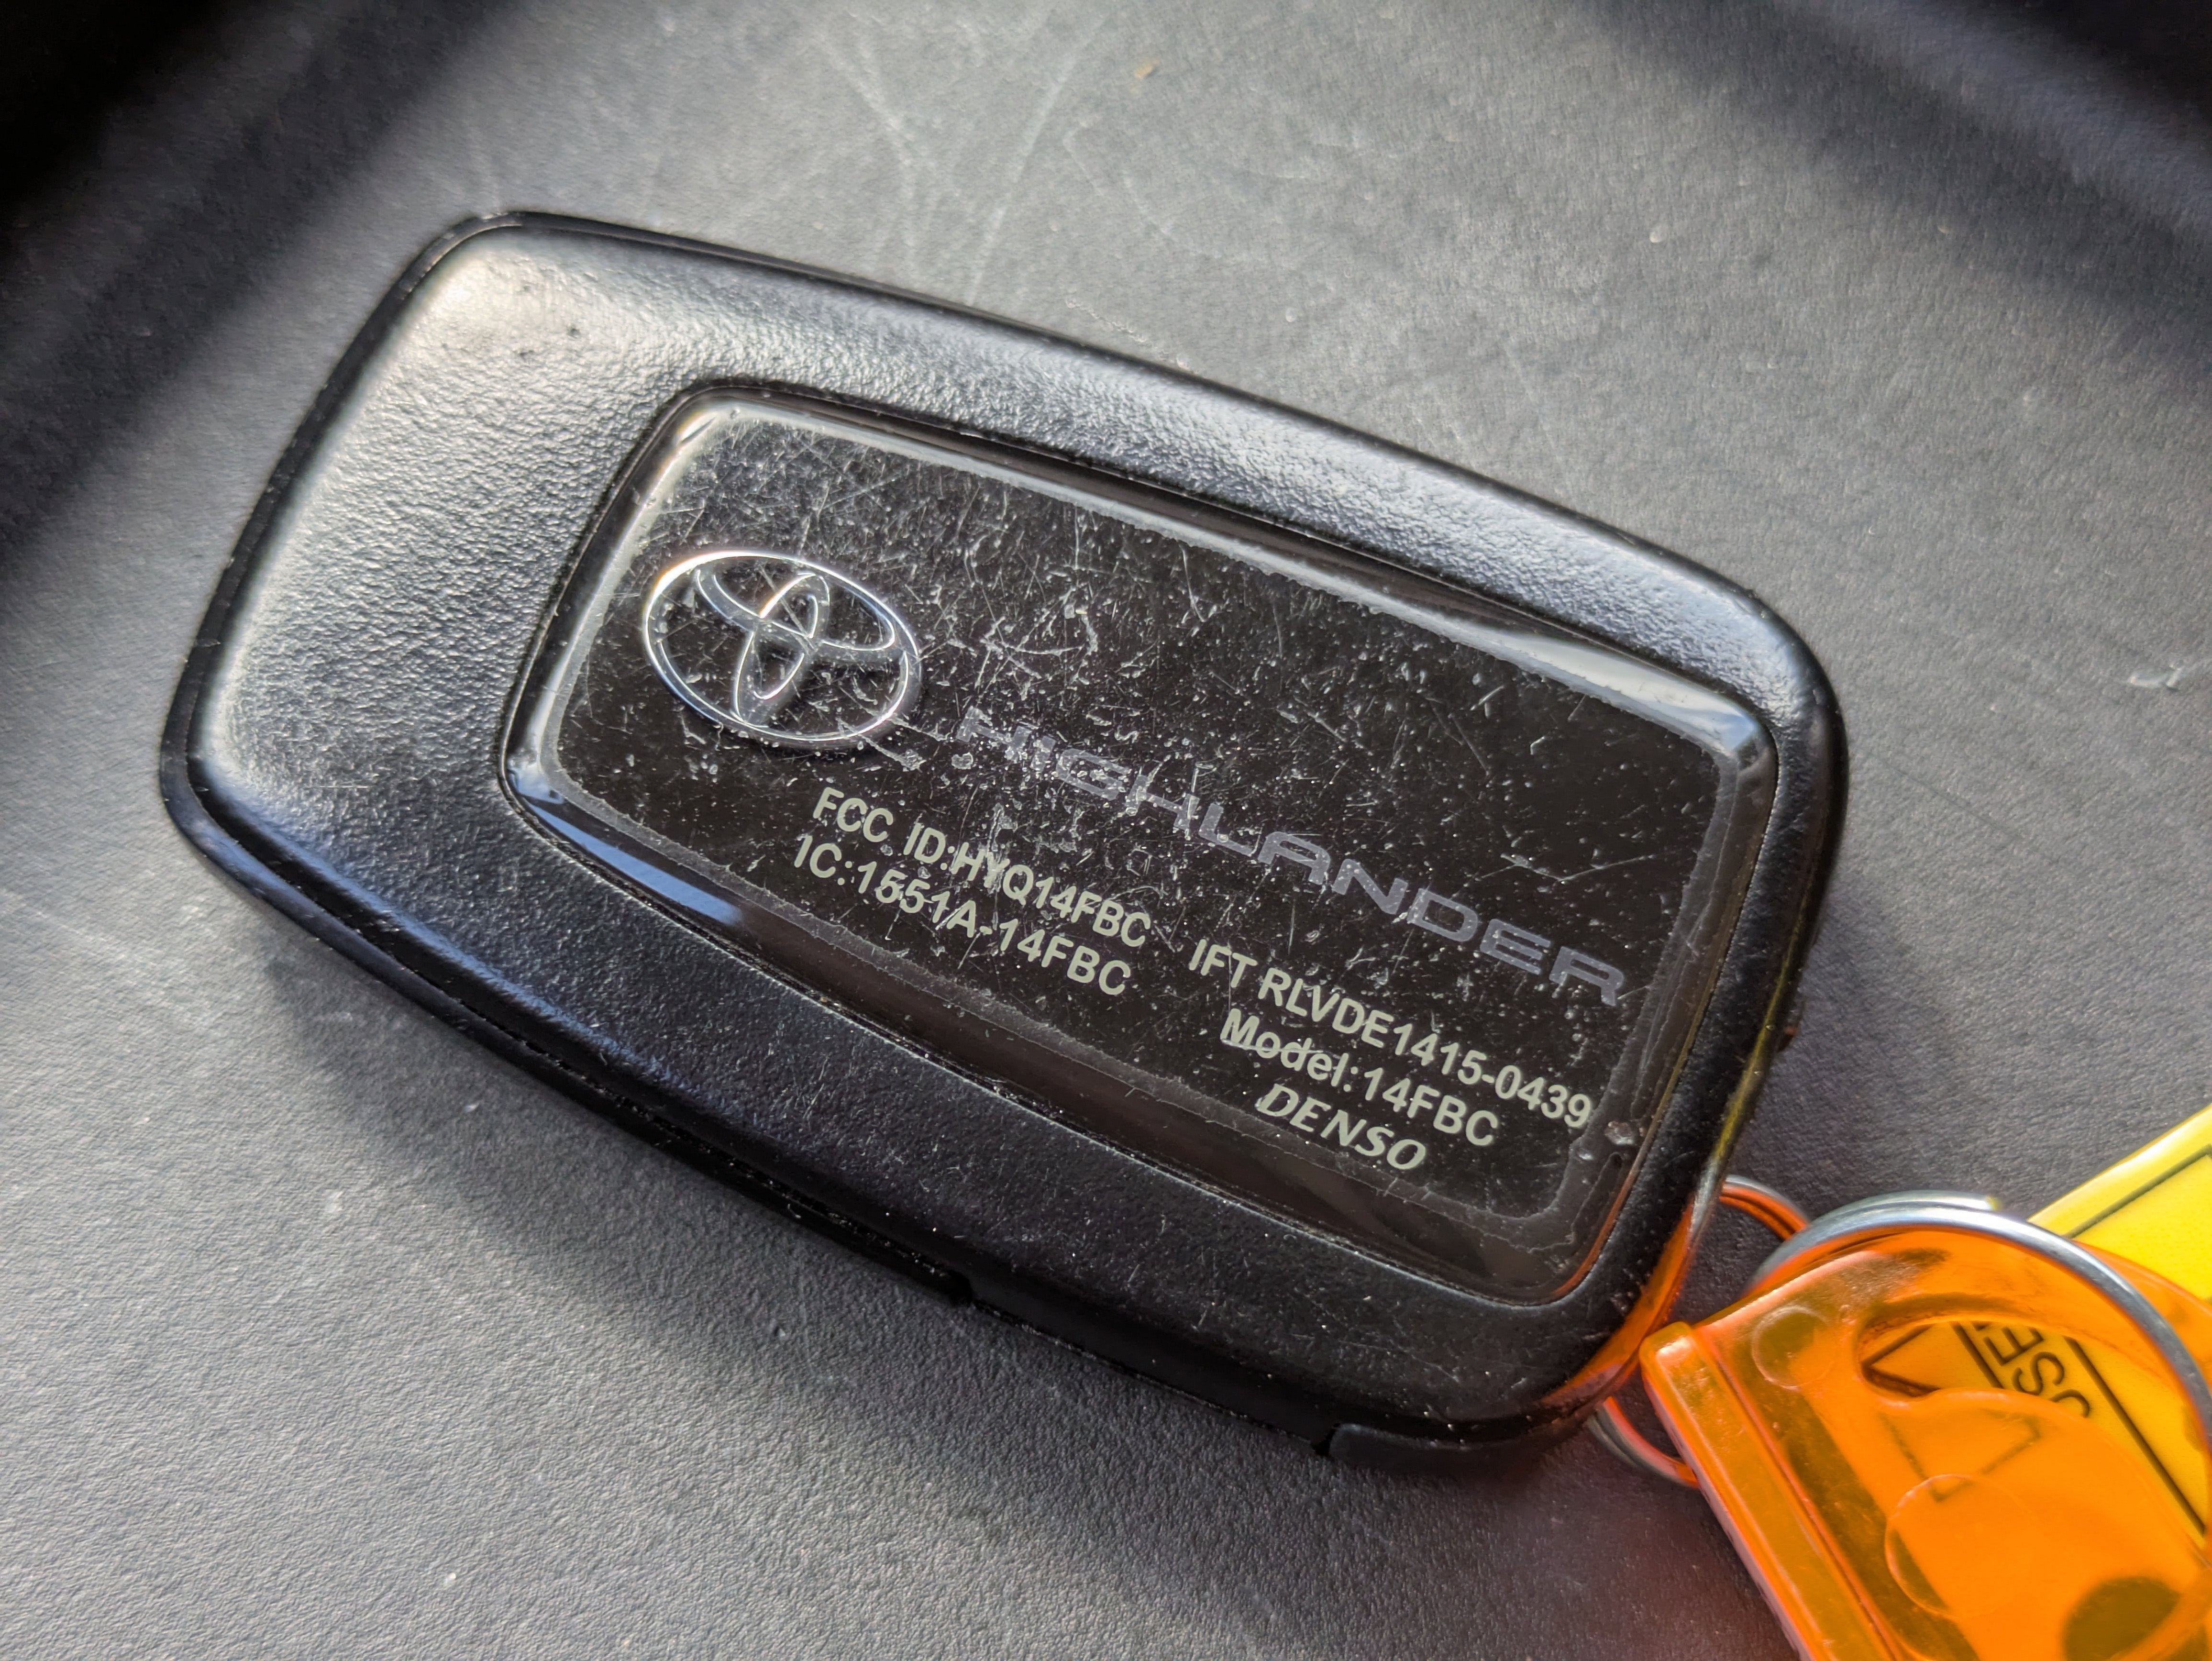 HIGHLANDER
FCC ID:HYQ14FBC
IC:1551A-14FBC
IFT RLVDE1415-0439
Model:14FBC
DENSO